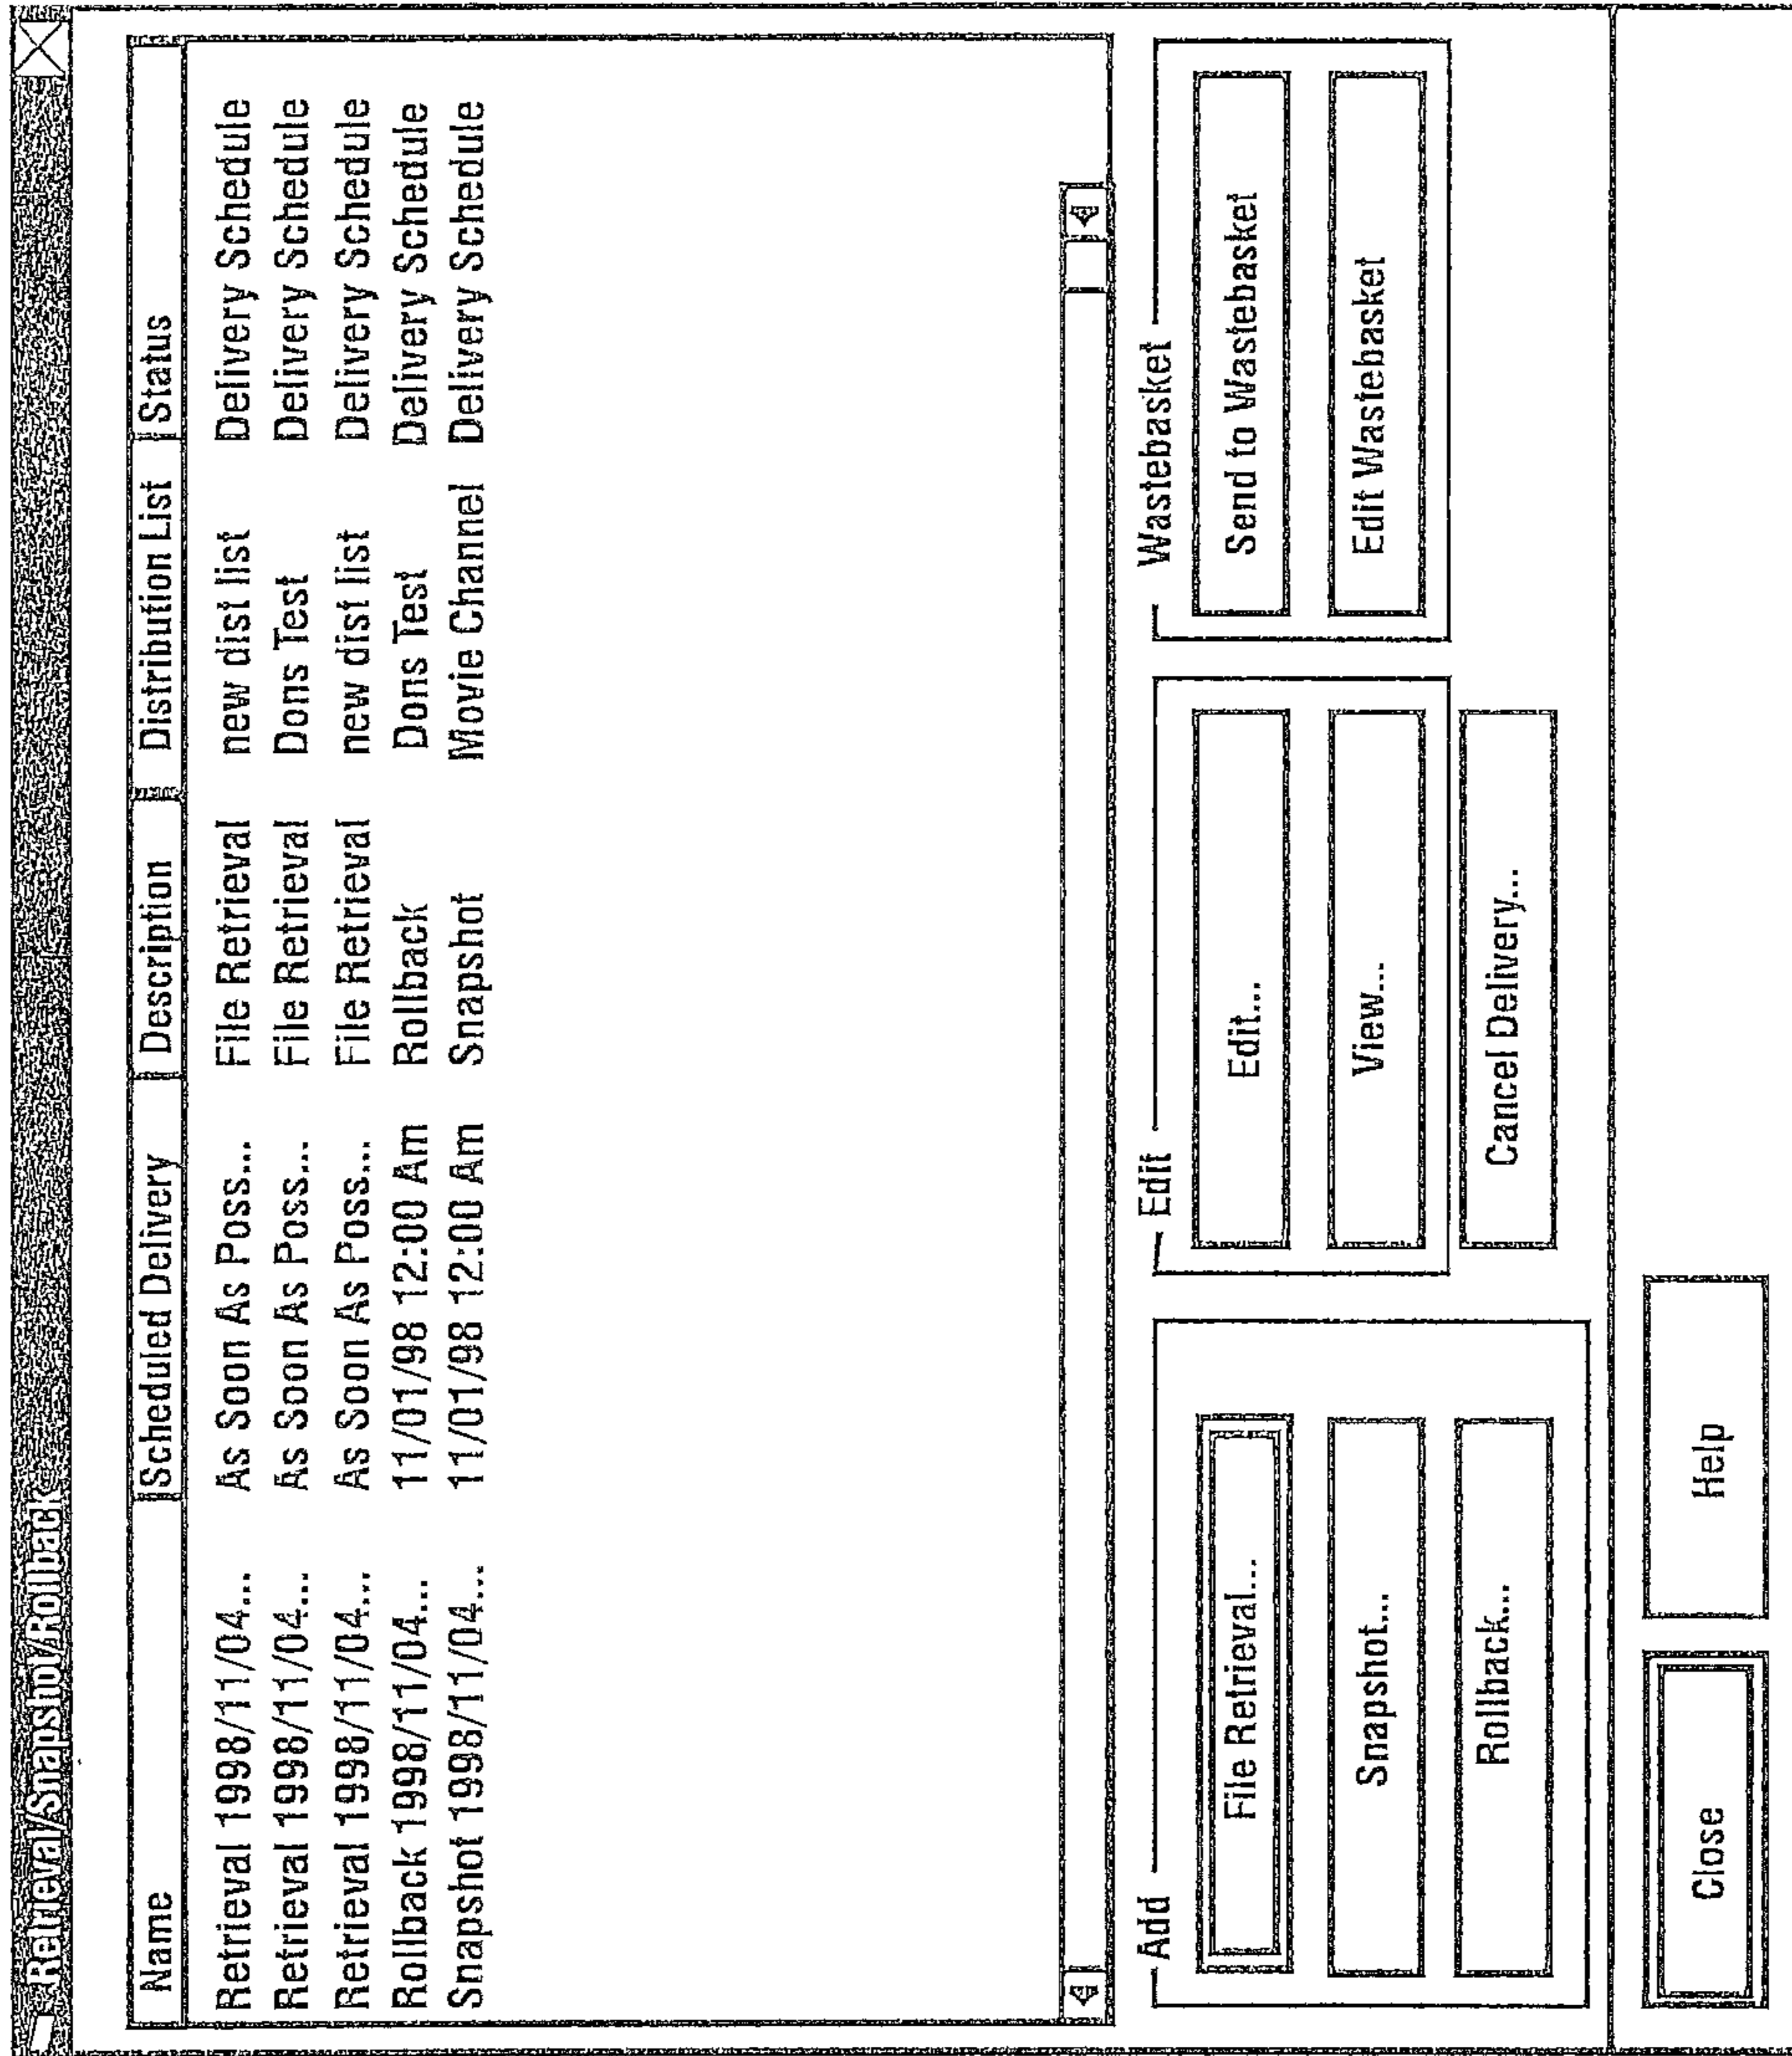 Retrieval/Snapshot/Rollback
Name Scheduled Delivery Description Distribution List Status
Retrieval 1998/11/04... As Soon As Poss... File Retrieval new dist list Delivery Schedule
Retrieval 1998/11/04... As Soon As Poss... File Retrieval Dons Test Delivery Schedule
Retrieval 1998/11/04... As Soon As Poss... File Retrieval new dist list Delivery Schedule
Rollback 1998/11/04... 11/01/98 12:00 Am Rollback Dons Test Delivery Schedule
Snapshot 1998/11/04... 11/01/98 12:00 Am Snapshot Movie Channel Delivery Schedule
Add
File Retrieval...
Snapshot...
Rollback...
Edit
Edit...
View...
Cancel Delivery...
Wastebasket
Send to Wastebasket
Edit Wastebasket
Close
Help